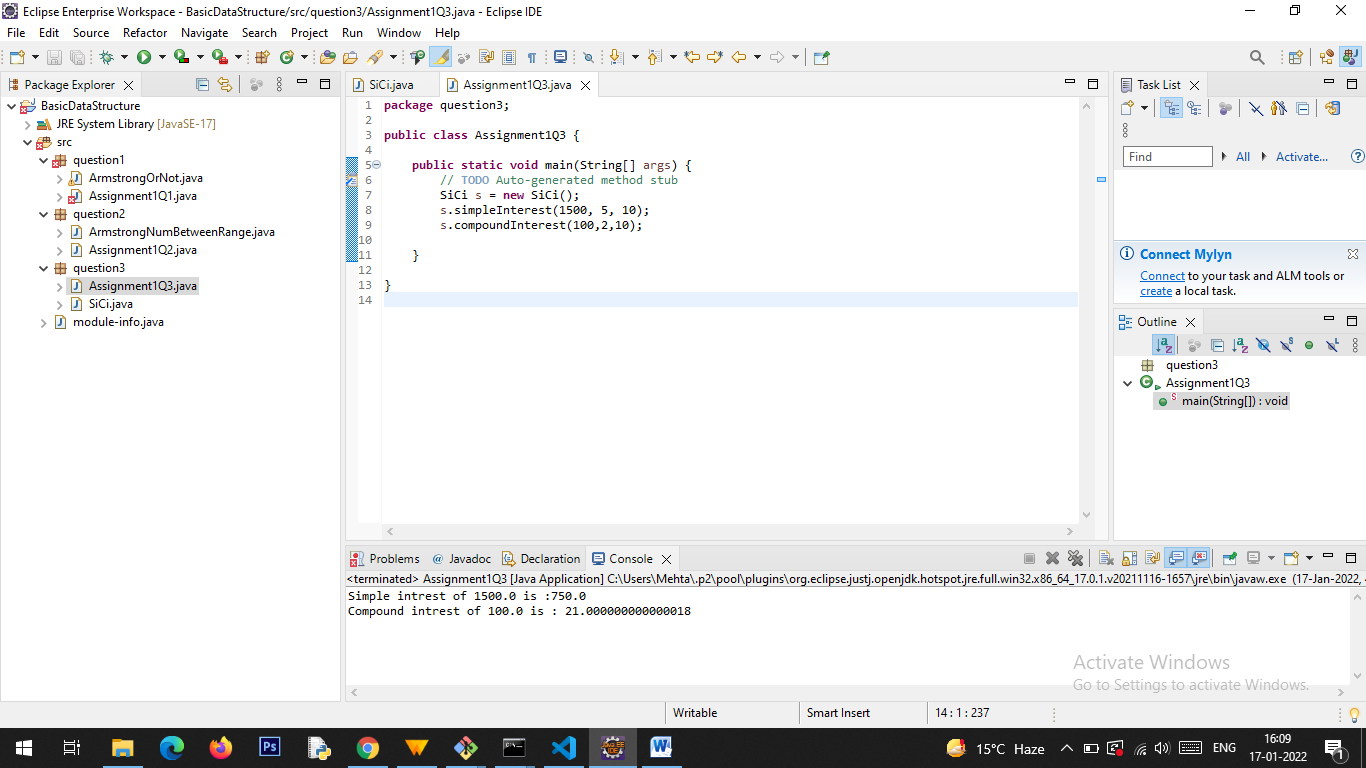 Eclipse Enterprise Workspace - BasicDataStructure/src/question3/Assignment1Q3.java - Eclipse IDE
File Edit Source Refactor Navigate Search Project Run Window Help
Package Explorer
BasicDataStructure
JRE System Library [JavaSE-17]
src
question1
ArmstrongOrNot.java
Assignment1Q1.java
question2
ArmstrongNumBetweenRange.java
Assignment1Q2.java
question3
Assignment1Q3.java
SiCi.java
module-info.java
SiCi.java Assignment1Q3.java
1 package question3;
2
3 public class Assignment1Q3 {
4
5 public static void main(String[] args) {
6 // TODO Auto-generated method stub
7 SiCi s = new SiCi();
8 s.simpleInterest(1500, 5, 10);
9 s.compoundInterest(100,2,10);
10
11 }
12
13 }
14
Task List
Find All Activate...
Connect Mylyn
Connect to your task and ALM tools or
create a local task.
Outline
question3
Assignment1Q3
main(String[]) : void
Problems @ Javadoc Declaration Console
<terminated> Assignment1Q3 [Java Application] C:\Users\Mehta\.p2\pool\plugins\org.eclipse.justj.openjdk.hotspot.jre.full.win32.x86_64_17.0.1.v20211116-1657\jre\bin\javaw.exe (17-Jan-2022,
Simple intrest of 1500.0 is :750.0
Compound intrest of 100.0 is : 21.000000000000018
Activate Windows
Go to Settings to activate Windows.
Writable Smart Insert 14 : 1 : 237
15°C Haze ENG 16:09
17-01-2022